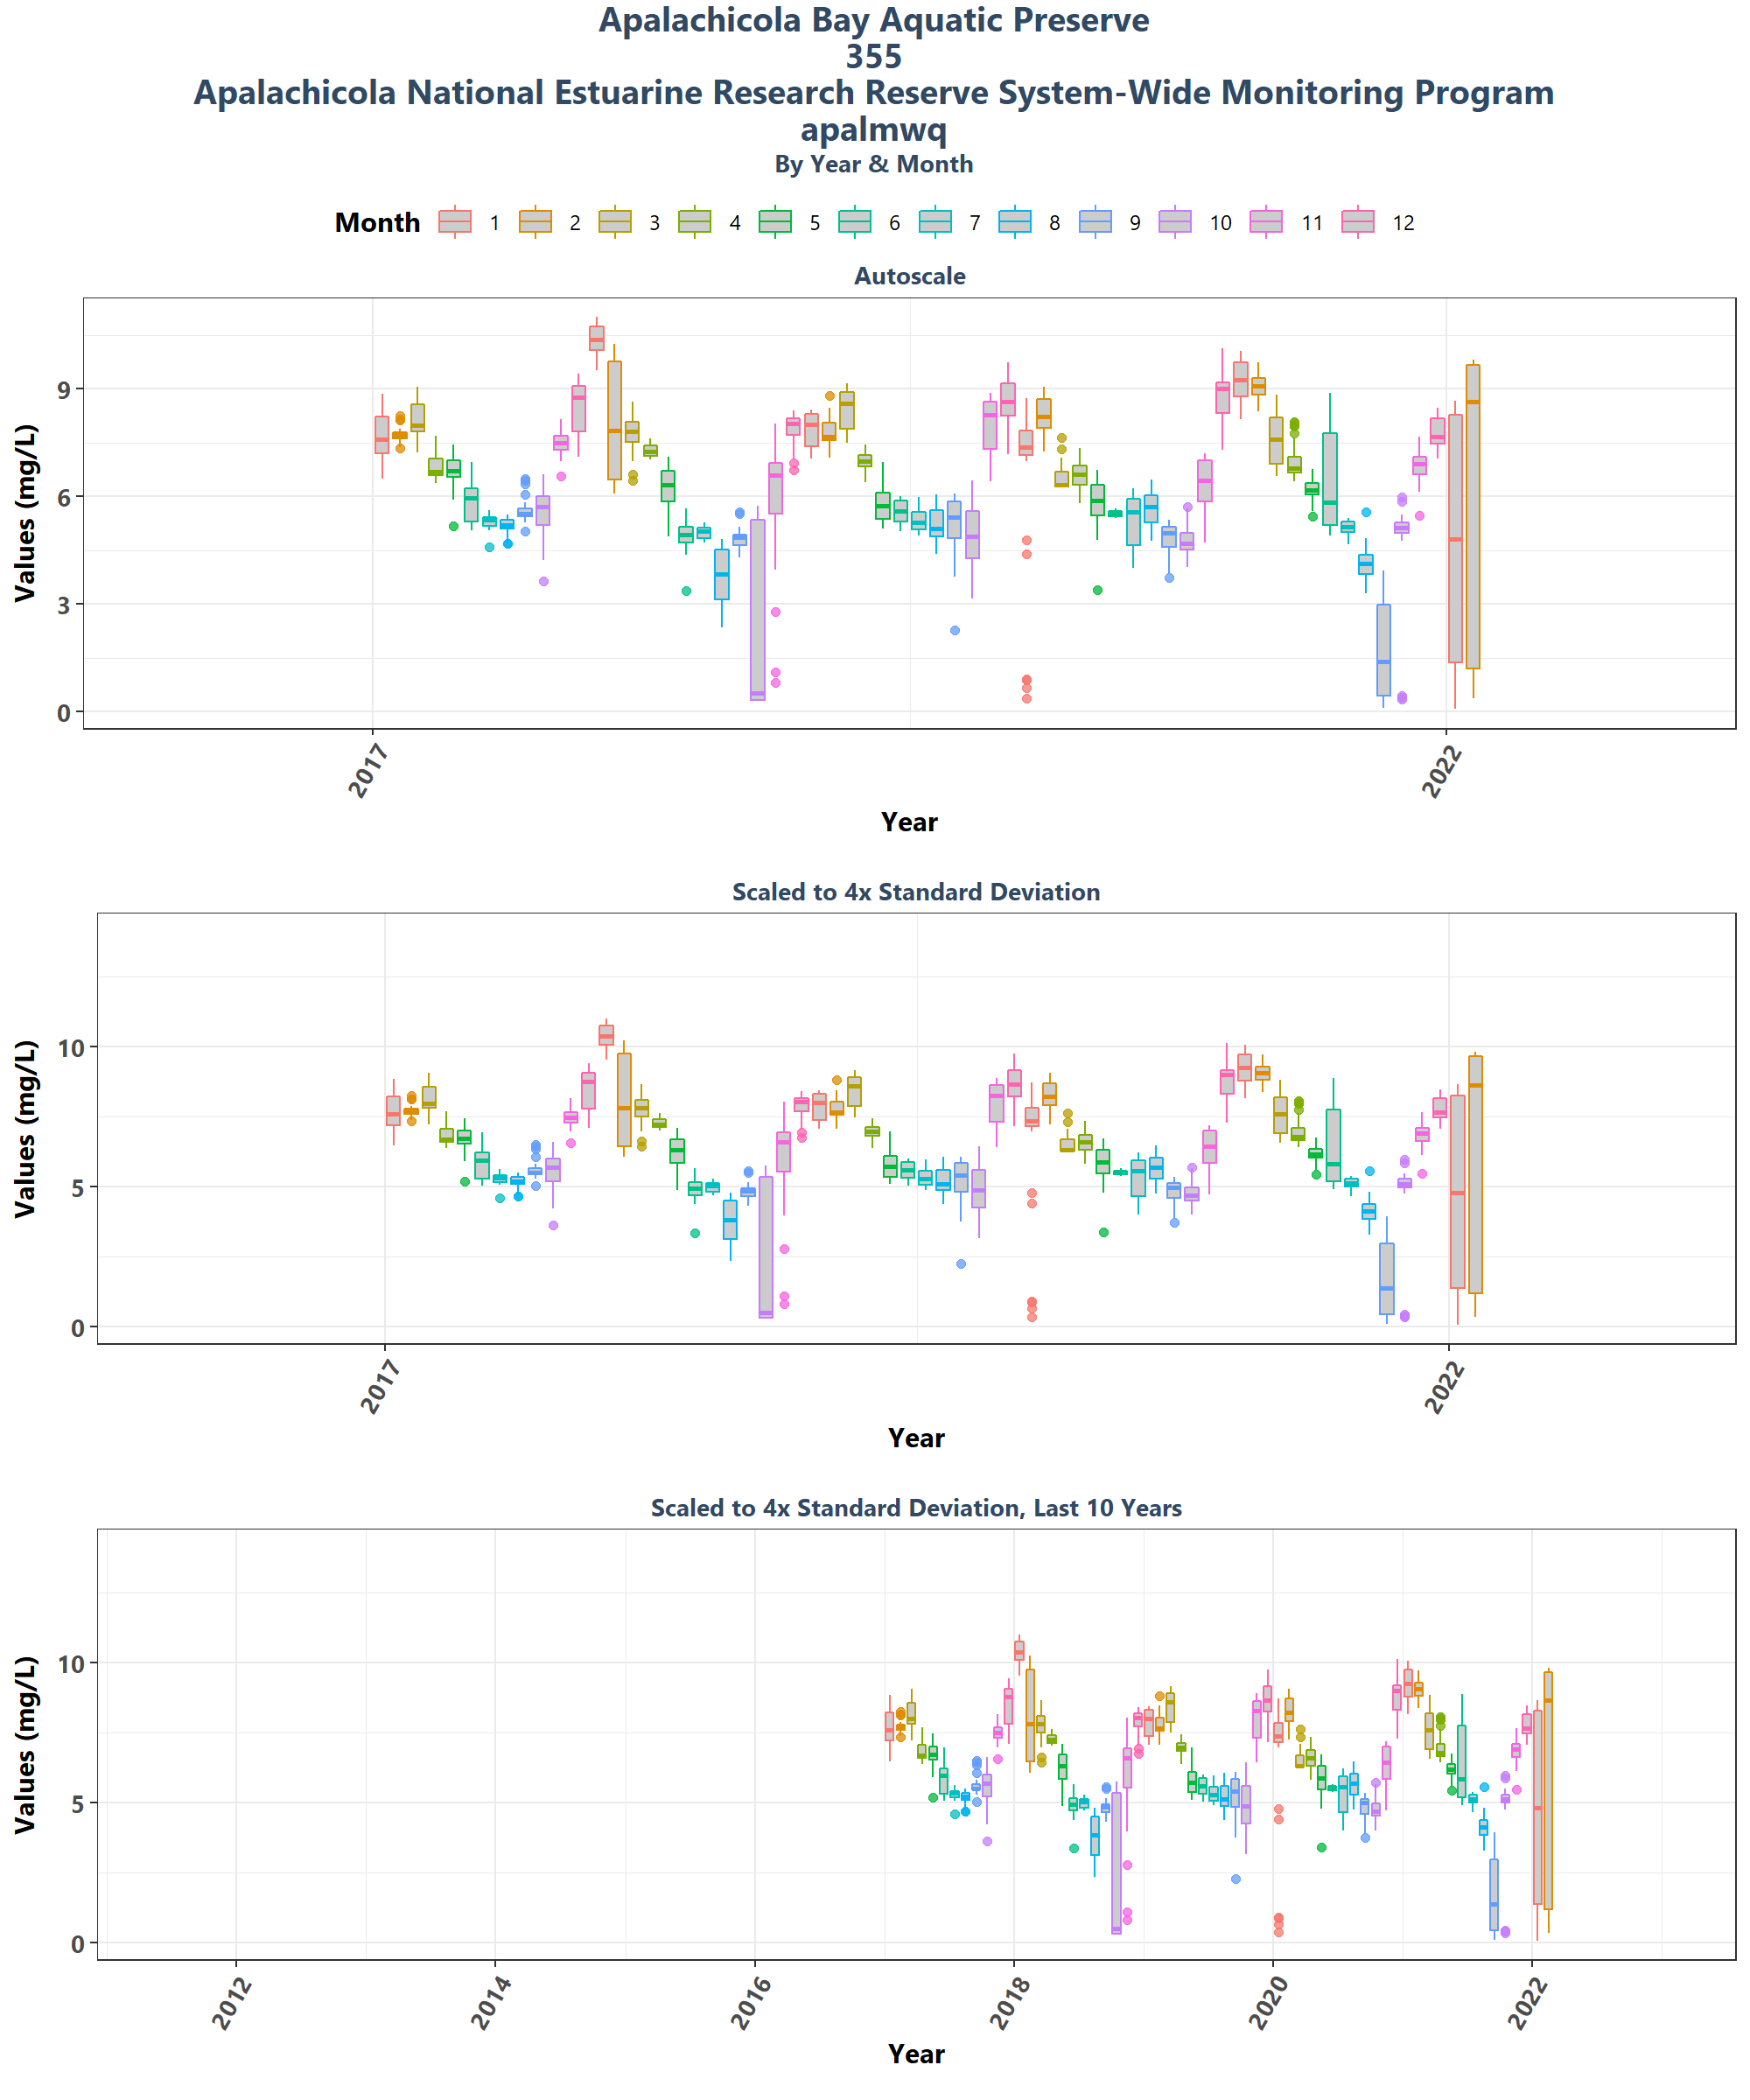 Apalachicola Bay Aquatic Preserve
355
Apalachicola National Estuarine Research Reserve System-Wide Monitoring Program
apalmwq
By Year & Month
Month 1 2 3 4 5 6 7 8 9 10 11 12
Autoscale
Values (mg/L)
9
6
3
0
2017 2022
Year
Scaled to 4x Standard Deviation
Values (mg/L)
10
5
0
2017 2022
Year
Scaled to 4x Standard Deviation, Last 10 Years
Values (mg/L)
10
5
0
2012 2014 2016 2018 2020 2022
Year